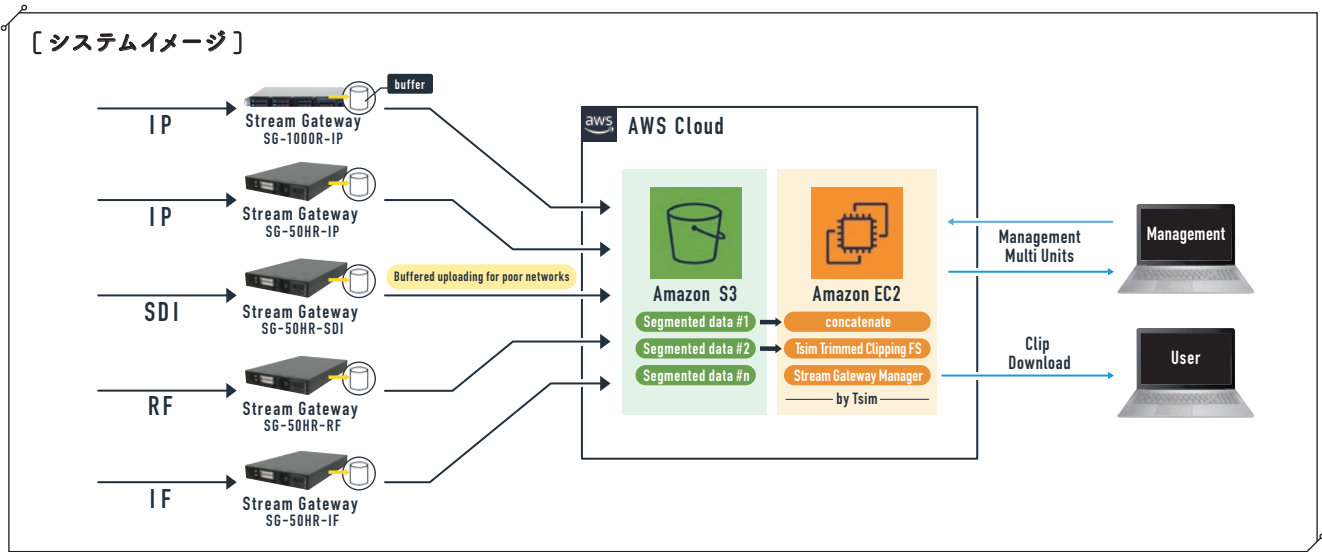 [ システムイメージ ]
buffer
IP
Stream Gateway
SG-1000R-IP
IP
Stream Gateway
SG-50HR-IP
SDI
Stream Gateway
SG-50HR-SDI
RF
Stream Gateway
SG-50HR-RF
IF
Stream Gateway
SG-50HR-IF
Buffered uploading for poor networks
aws
AWS Cloud
Amazon S3
Segmented data #1
Segmented data #2
Segmented data #n
Amazon EC2
concatenate
Tsim Trimmed Clipping FS
Stream Gateway Manager
by Tsim
Management
Multi Units
Management
Clip
Download
User